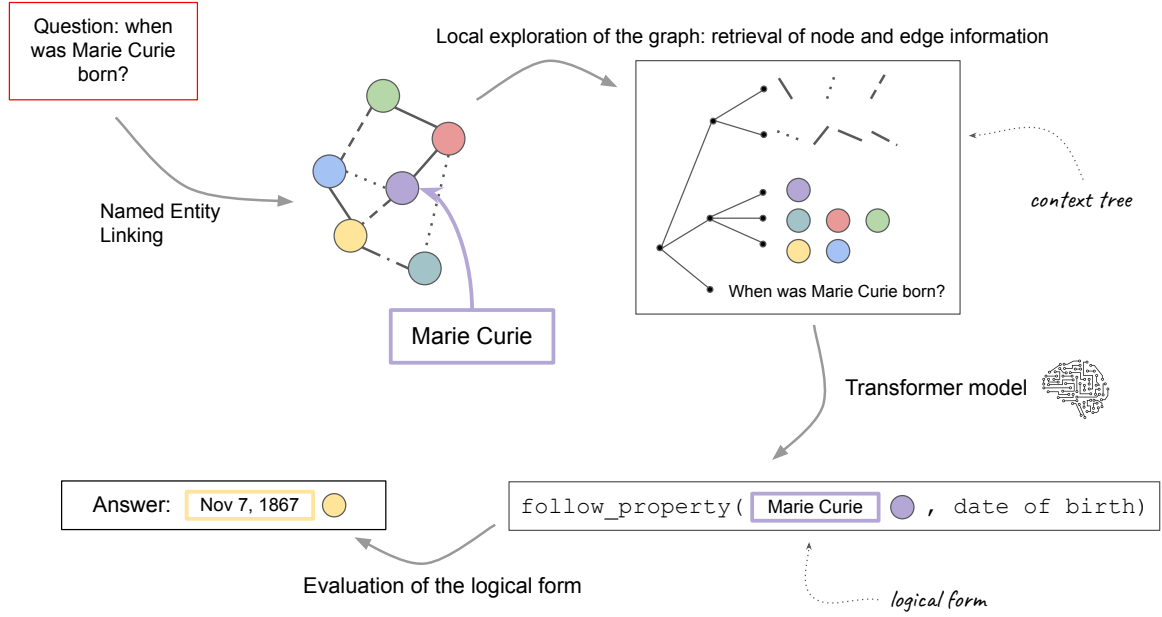 Question: when
was Marie Curie
born?
Local exploration of the graph: retrieval of node and edge information
Named Entity
Linking
Marie Curie
context tree
When was Marie Curie born?
Transformer model
follow_property( Marie Curie , date of birth)
Answer: Nov 7, 1867
Evaluation of the logical form
logical form